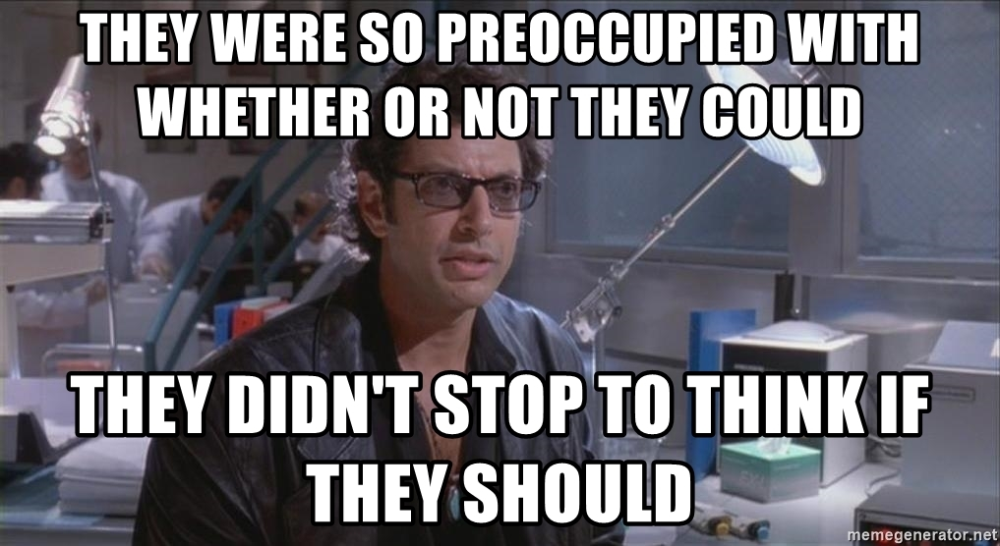 THEY WERE SO PREOCCUPIED WITH
WHETHER OR NOT THEY COULD
THEY DIDN'T STOP TO THINK IF
THEY SHOULD
memegenerator.net